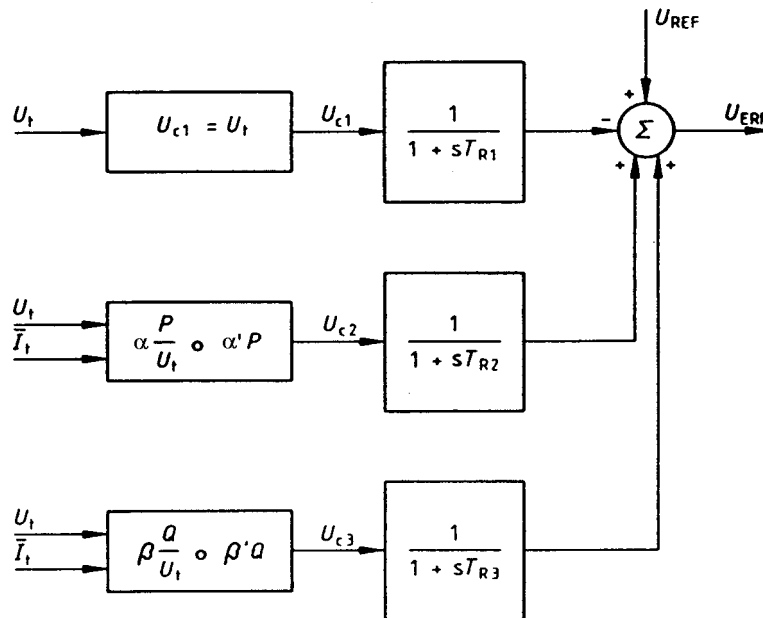 U_REF
U_t
U_c1 = U_t
U_c1
1
1 + sT_R1
-
+
Σ
U_ERR
+
+
U_t
Ī_t
α P/U_t o α'P
U_c2
1
1 + sT_R2
U_t
Ī_t
β Q/U_t o β'Q
U_c3
1
1 + sT_R3